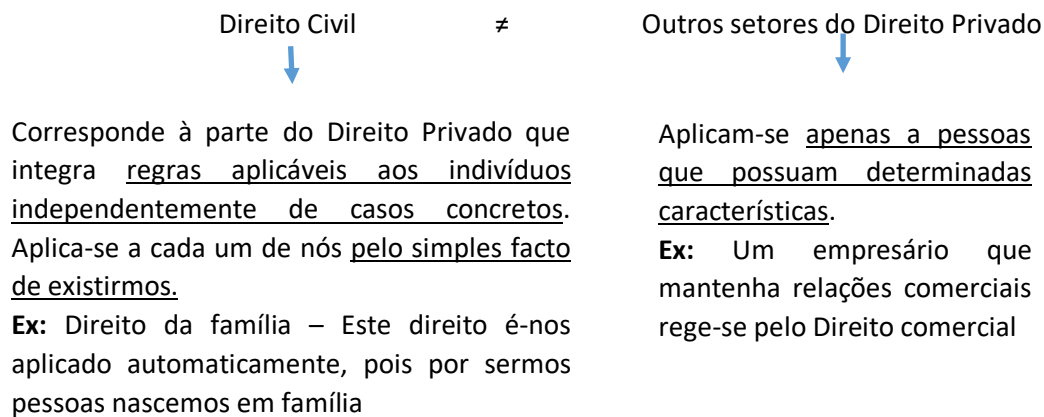 Direito Civil ≠ Outros setores do Direito Privado
Corresponde à parte do Direito Privado que
integra regras aplicáveis aos indivíduos
independentemente de casos concretos.
Aplica-se a cada um de nós pelo simples facto
de existirmos.
Ex: Direito da família – Este direito é-nos
aplicado automaticamente, pois por sermos
pessoas nascemos em família
Aplicam-se apenas a pessoas
que possuam determinadas
características.
Ex: Um empresário que
mantenha relações comerciais
rege-se pelo Direito comercial